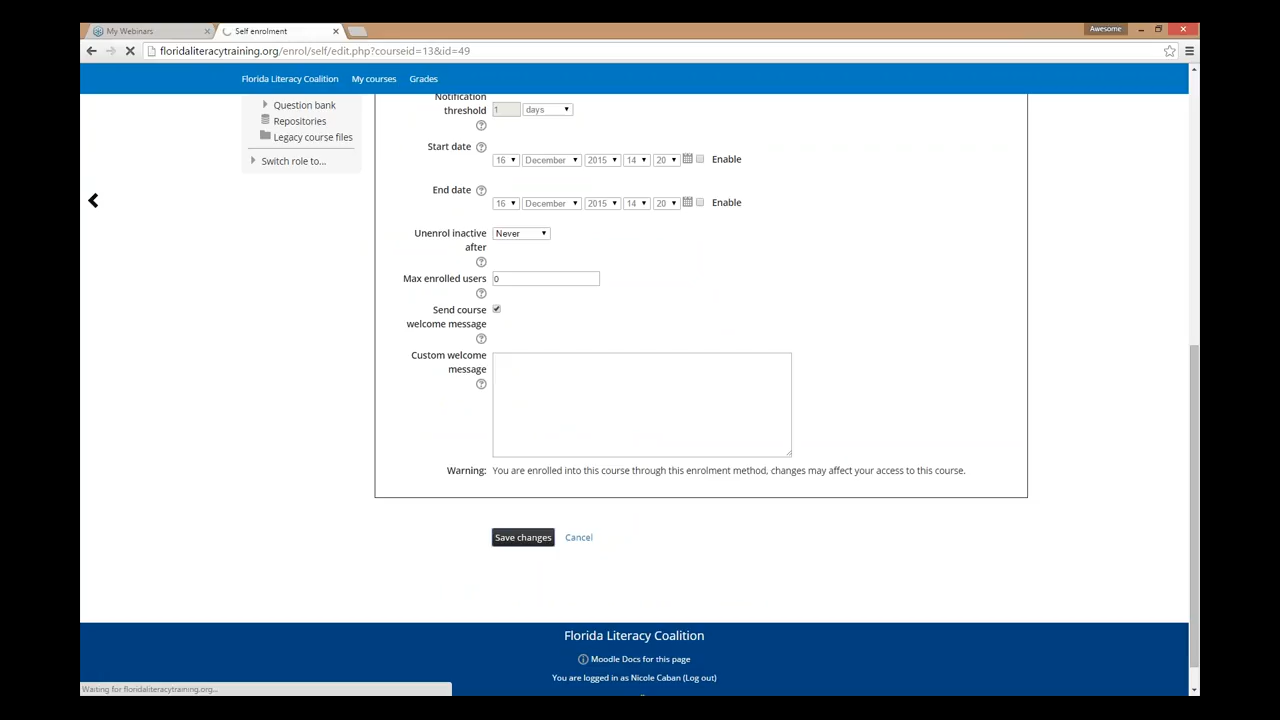 My Webinars
Self enrolment
Awesome
floridaliteracytraining.org/enrol/self/edit.php?courseid=13&id=49
Florida Literacy Coalition My courses Grades
Question bank
Repositories
Legacy course files
Switch role to...
Notification
threshold 1 days
Start date
16 December 2015 14 20 Enable
End date
16 December 2015 14 20 Enable
Unenrol inactive Never
after
Max enrolled users 0
Send course
welcome message
Custom welcome
message
Warning: You are enrolled into this course through this enrolment method, changes may affect your access to this course.
Save changes Cancel
Florida Literacy Coalition
Moodle Docs for this page
You are logged in as Nicole Caban (Log out)
Waiting for floridaliteracytraining.org...